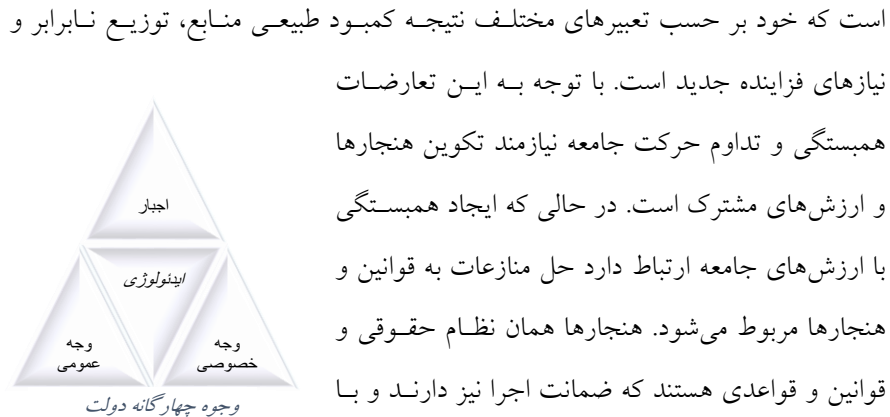 است که خود بر حسب تعبیرهای مختلف نتیجه کمبود طبیعی منابع، توزیع نابرابر و
نیازهای فزاینده جدید است. با توجه به این تعارضات
همبستگی و تداوم حرکت جامعه نیازمند تکوین هنجارها
و ارزش‌های مشترک است. در حالی که ایجاد همبستگی
با ارزش‌های جامعه ارتباط دارد حل منازعات به قوانین و
هنجارها مربوط می‌شود. هنجارها همان نظام حقوقی و
قوانین و قواعدی هستند که ضمانت اجرا نیز دارند و با
اجبار
ایدئولوژی
وجه
خصوصی
وجه
عمومی
وجوه چهارگانه دولت